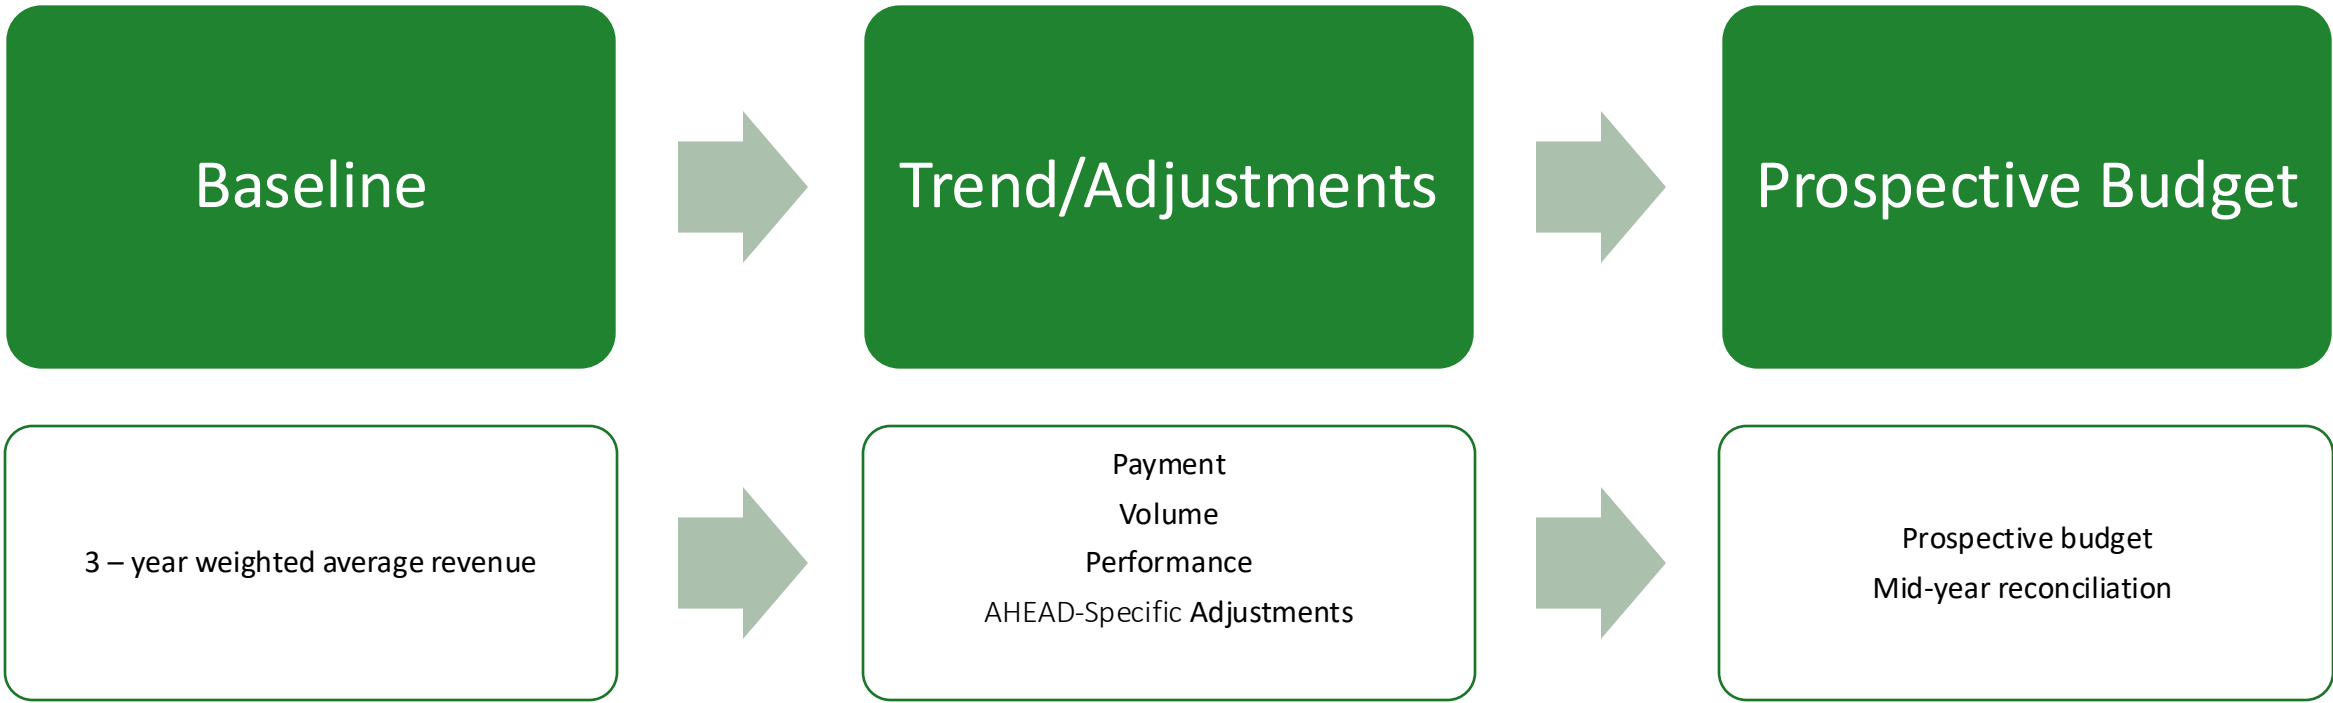 Baseline
Trend/Adjustments
Prospective Budget
3 – year weighted average revenue
Payment
Volume
Performance
AHEAD-Specific Adjustments
Prospective budget
Mid-year reconciliation